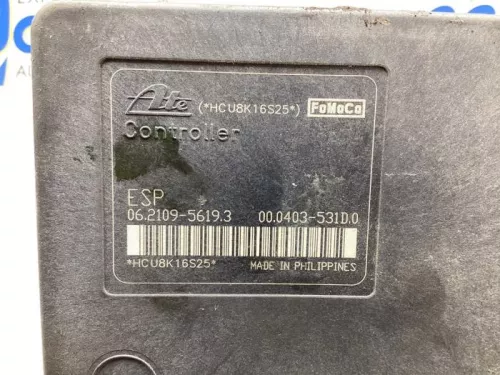 Ate (*HCU8K16S25*) FoMoCo
Controller
ESP
06.2109-5619.3 00.0403-531D.0
*HCU8K16S25* MADE IN PHILIPPINES